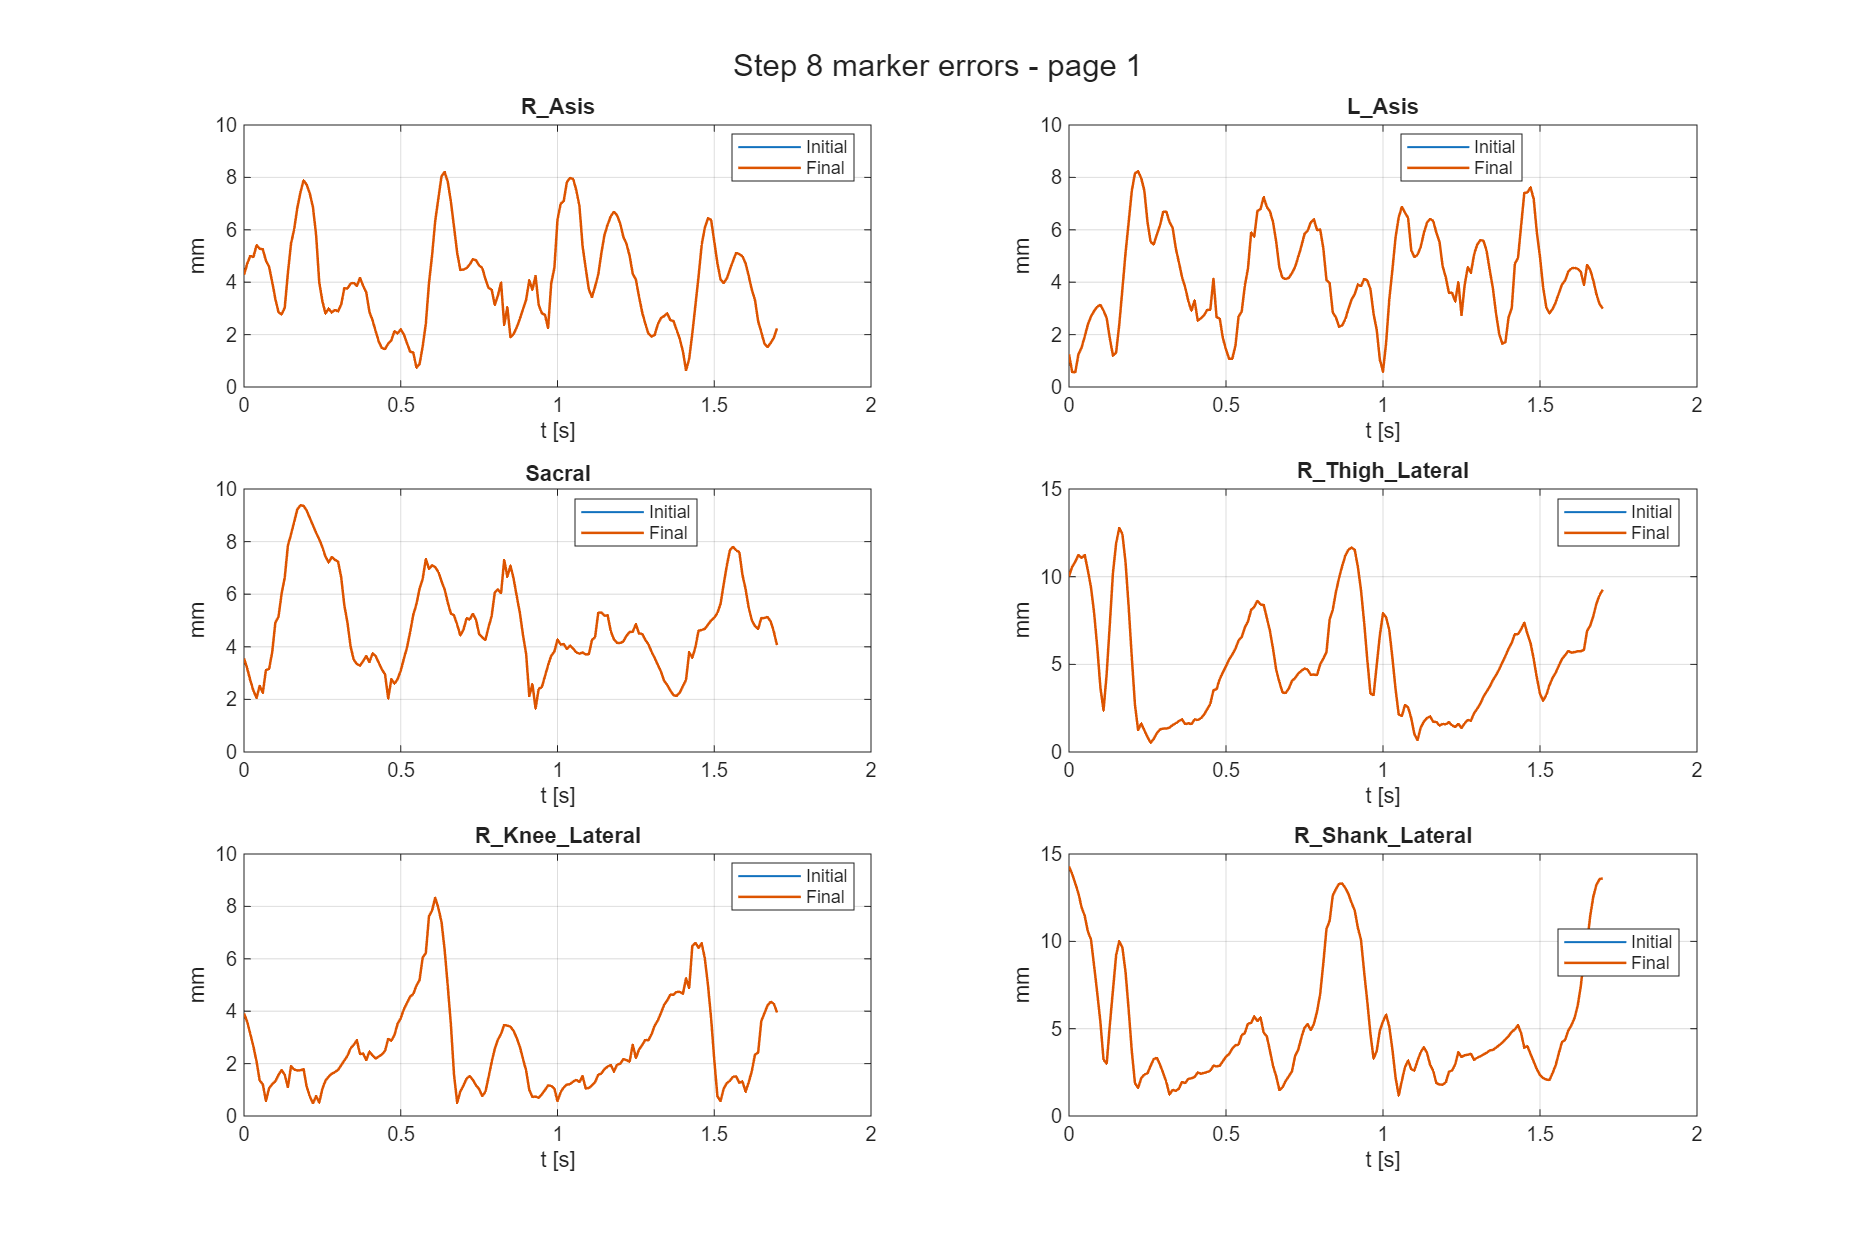 Step 8 marker errors - page 1
R_Asis
10
8
6
4
2
0
mm
0 0.5 1 1.5 2
t [s]
Initial
Final
L_Asis
10
8
6
4
2
0
mm
0 0.5 1 1.5 2
t [s]
Initial
Final
Sacral
10
8
6
4
2
0
mm
0 0.5 1 1.5 2
t [s]
Initial
Final
R_Thigh_Lateral
15
10
5
0
mm
0 0.5 1 1.5 2
t [s]
Initial
Final
R_Knee_Lateral
10
8
6
4
2
0
mm
0 0.5 1 1.5 2
t [s]
Initial
Final
R_Shank_Lateral
15
10
5
0
mm
0 0.5 1 1.5 2
t [s]
Initial
Final